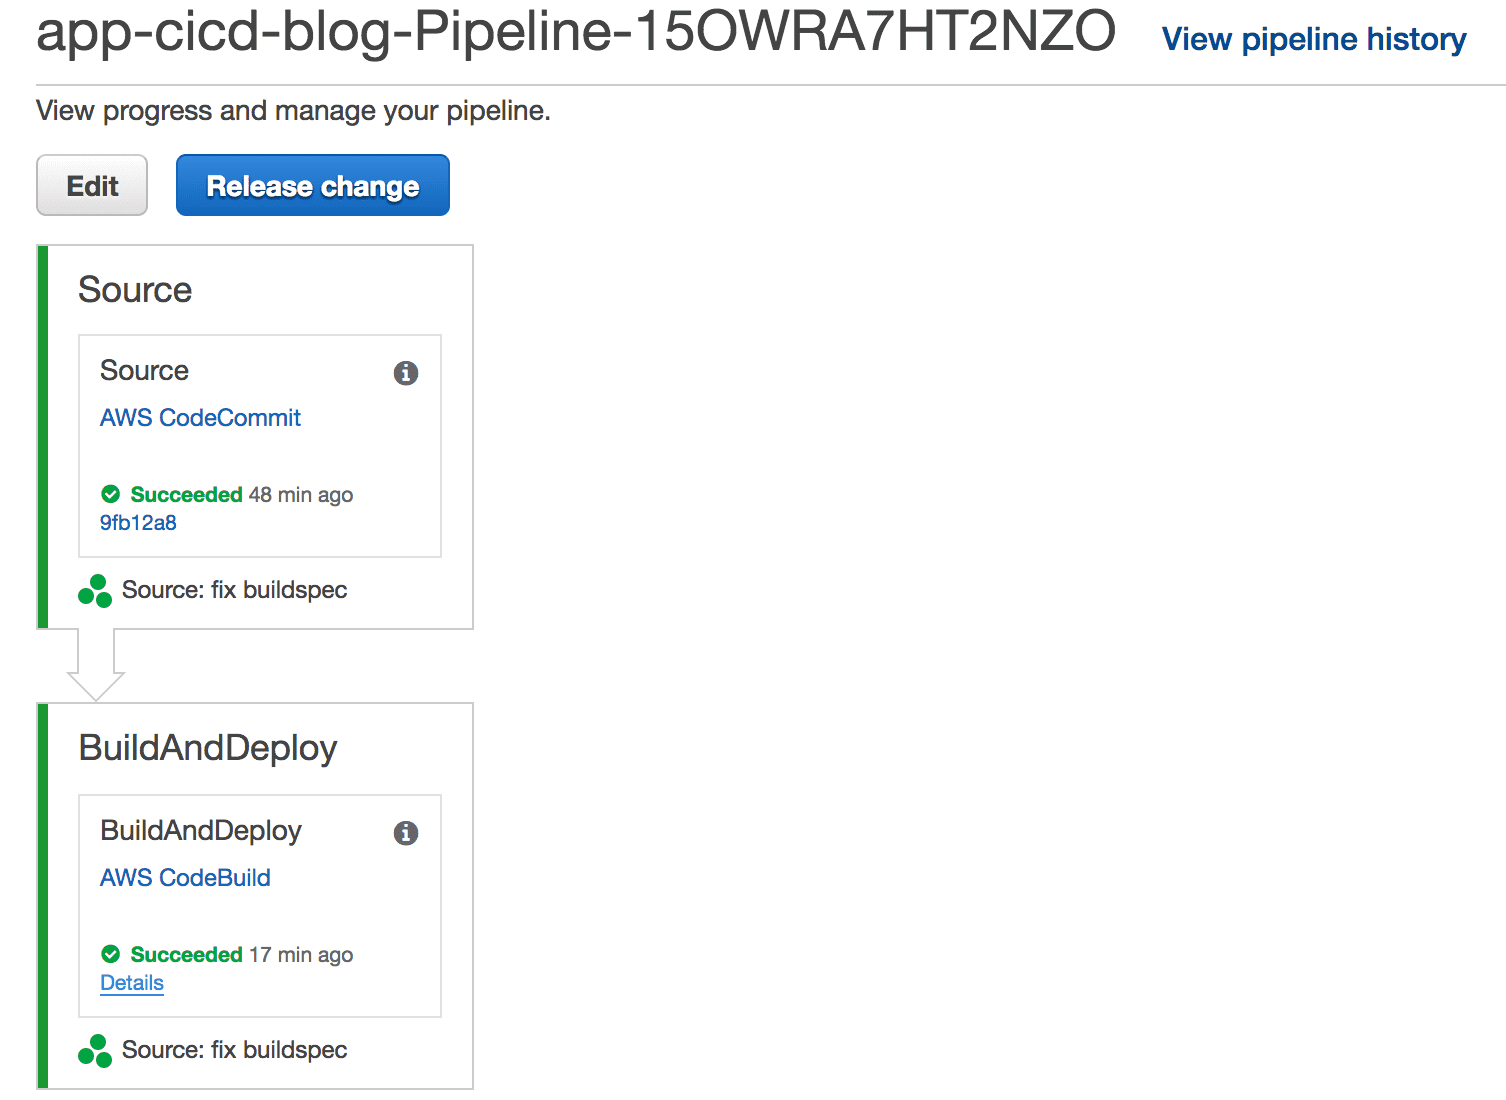 app-cicd-blog-Pipeline-15OWRA7HT2NZO View pipeline history
View progress and manage your pipeline.
Edit Release change
Source
Source
AWS CodeCommit
Succeeded 48 min ago
9fb12a8
Source: fix buildspec
BuildAndDeploy
BuildAndDeploy
AWS CodeBuild
Succeeded 17 min ago
Details
Source: fix buildspec